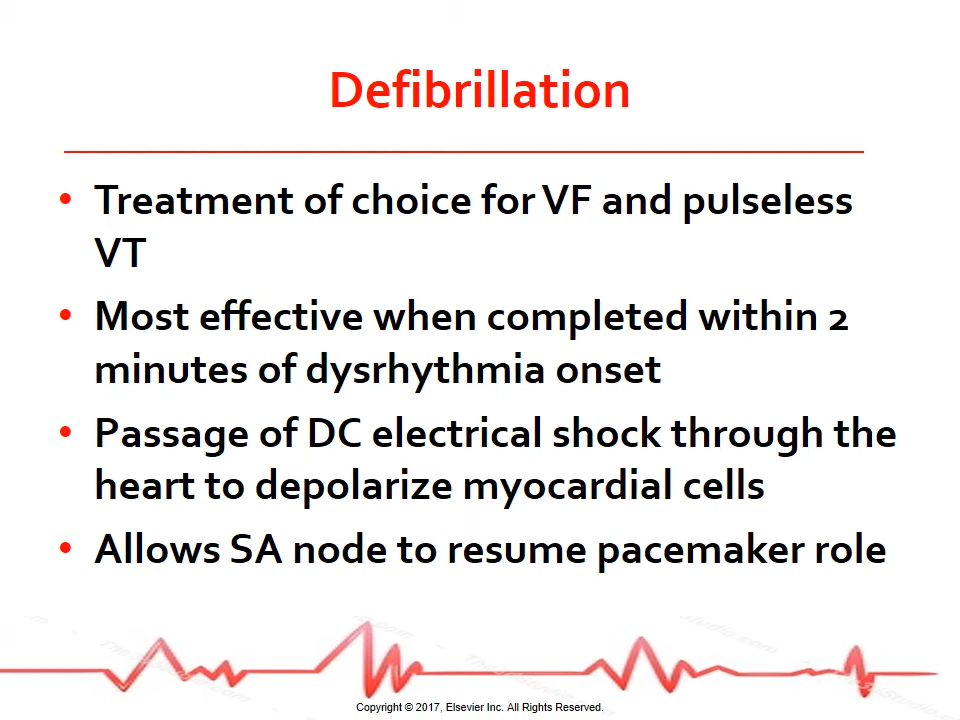 Defibrillation
• Treatment of choice for VF and pulseless
VT
• Most effective when completed within 2
minutes of dysrhythmia onset
• Passage of DC electrical shock through the
heart to depolarize myocardial cells
• Allows SA node to resume pacemaker role
Copyright © 2017, Elsevier Inc. All Rights Reserved.